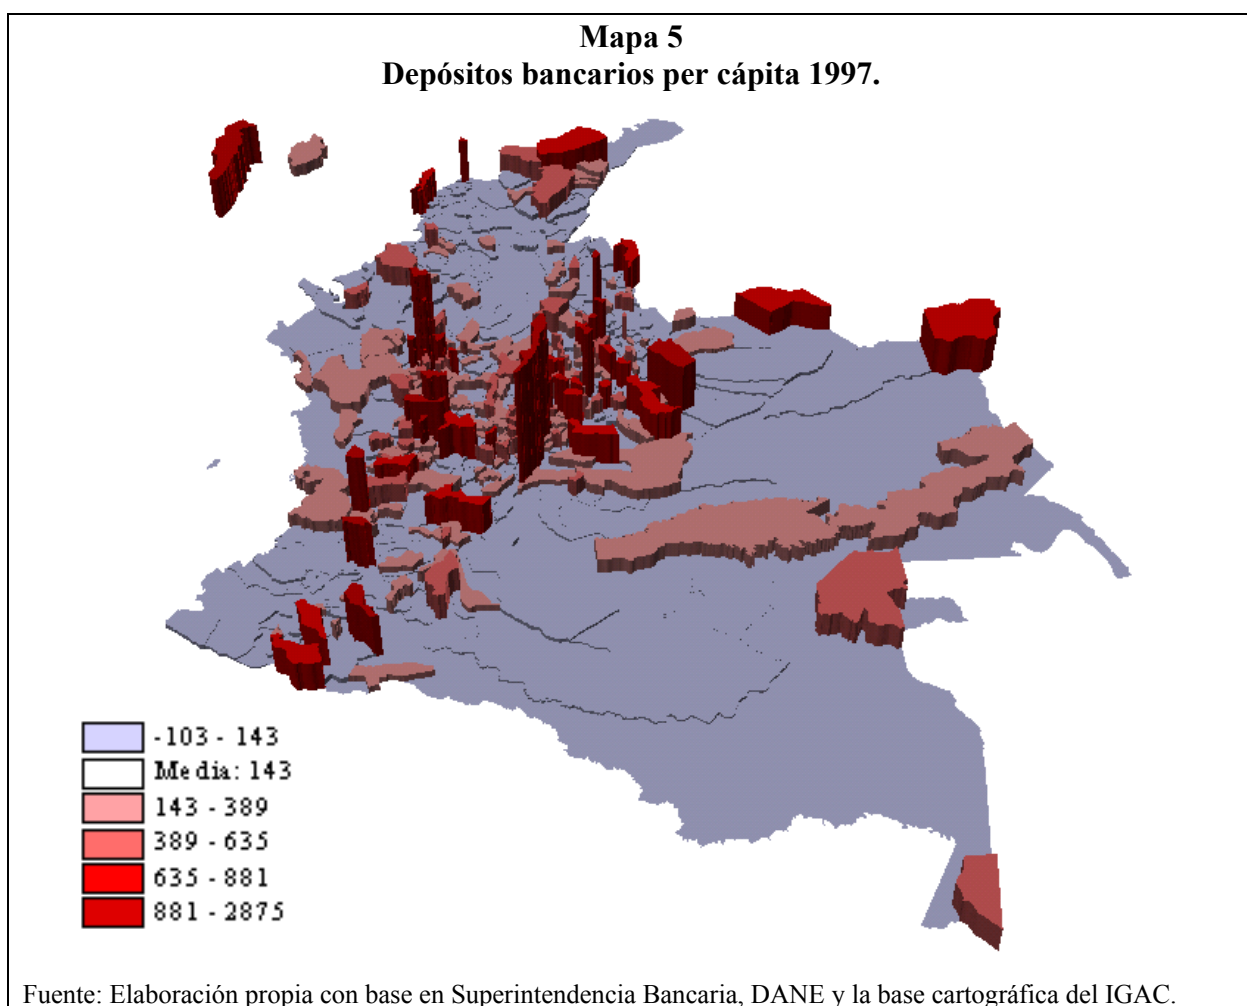 Mapa 5
Depósitos bancarios per cápita 1997.
-103 - 143
Media: 143
143 - 389
389 - 635
635 - 881
881 - 2875
Fuente: Elaboración propia con base en Superintendencia Bancaria, DANE y la base cartográfica del IGAC.